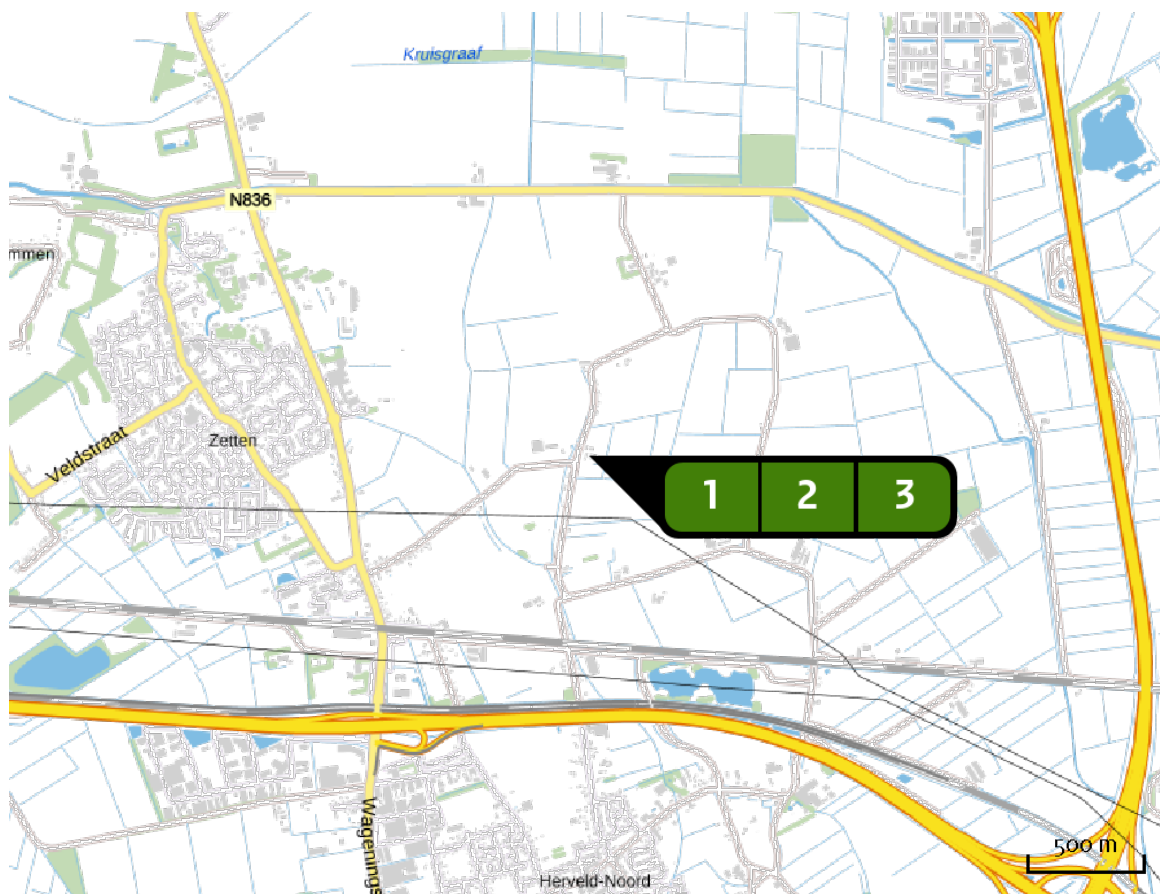 Kruisgraaf
N836
mmen
Veldstraat
Zetten
1 2 3
Wagenings
500 m
Herveld-Noord